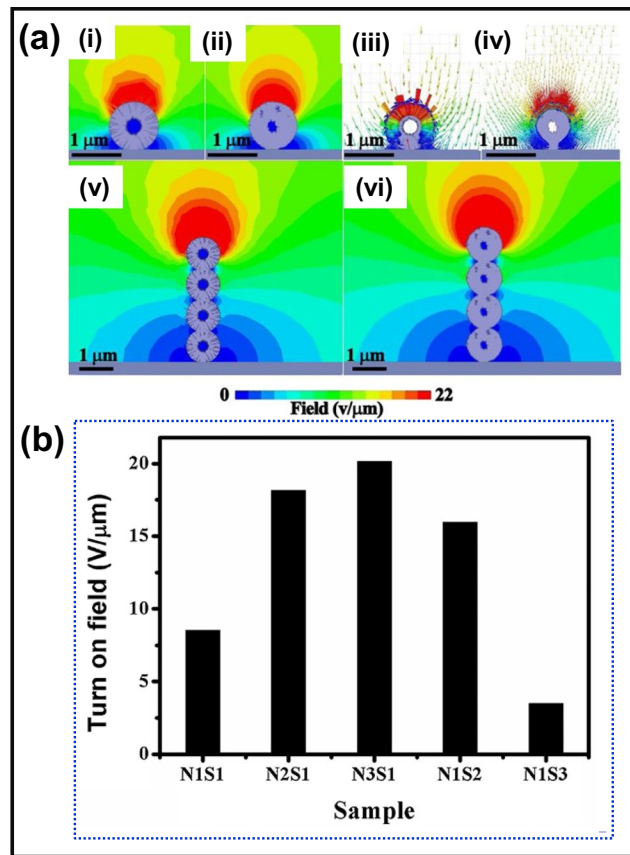 (a)
(i)
(ii)
(iii)
(iv)
1 μm
1 μm
1 μm
1 μm
(v)
(vi)
1 μm
1 μm
0
22
Field (v/μm)
(b)
20
15
10
5
0
Turn on field (V/μm)
N1S1 N2S1 N3S1 N1S2 N1S3
Sample